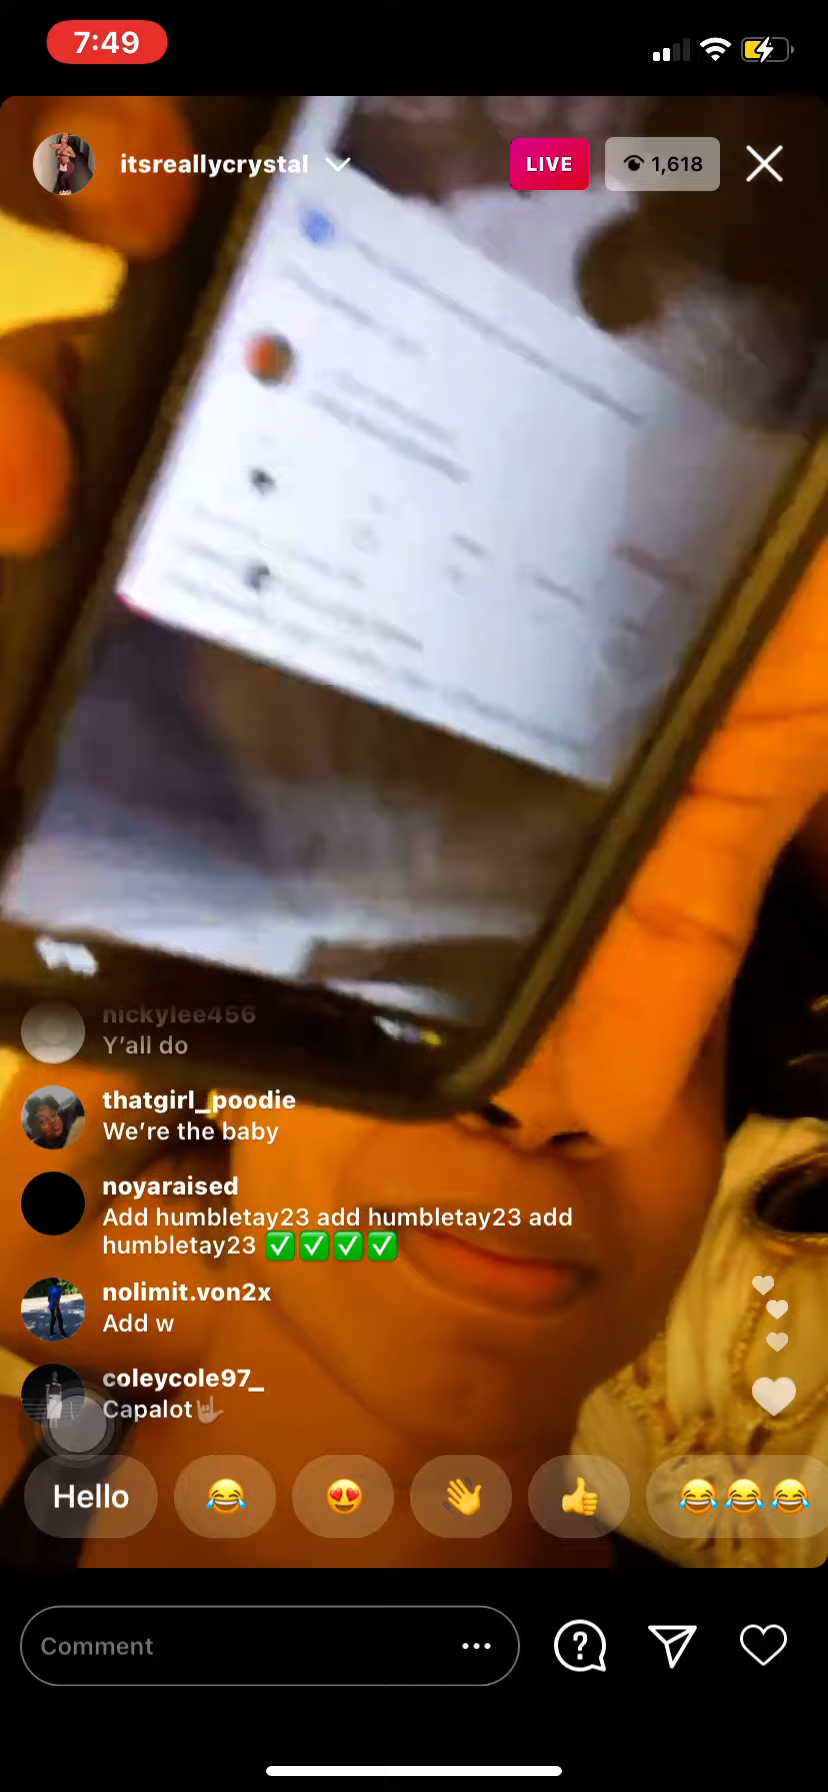 7:49
itsreallycrystal
LIVE
1,618
nickylee456
Y'all do
thatgirl_poodie
We're the baby
noyaraised
Add humbletay23 add humbletay23 add
humbletay23 ✅✅✅✅
nolimit.von2x
Add w
coleycole97_
Capalot🤟
Hello
😂
😍
👋
👍
😂😂😂
Comment